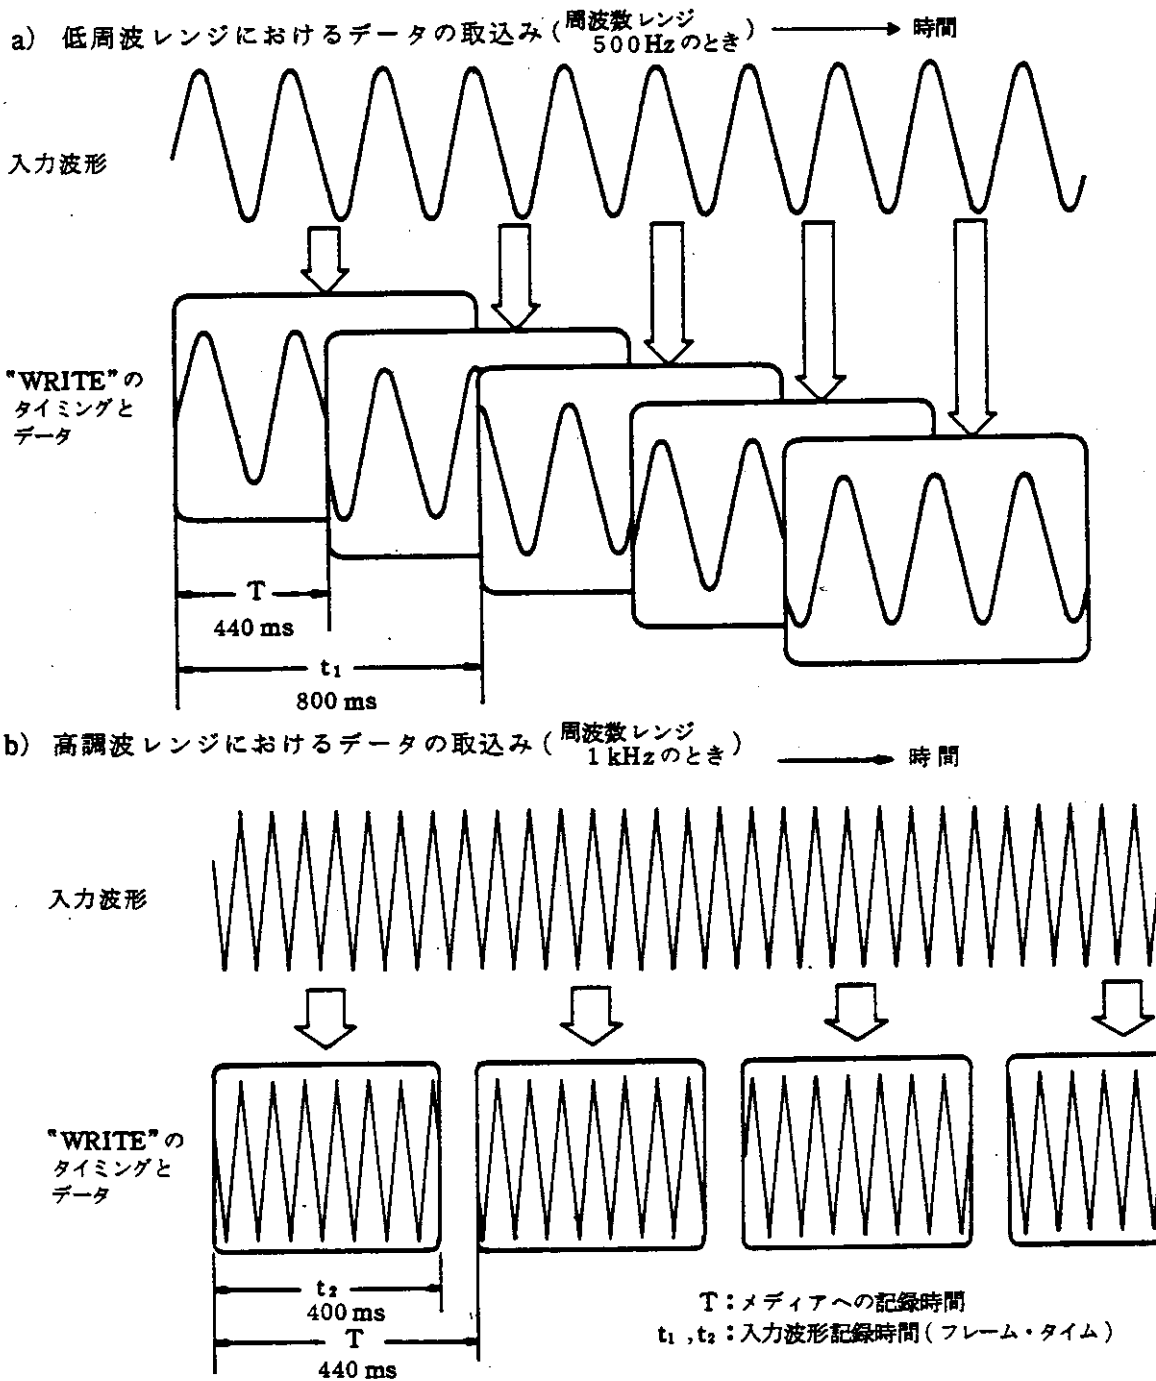 a) 低周波レンジにおけるデータの取込み(周波数レンジ 500Hzのとき) 時間
入力波形
"WRITE"の
タイミングと
データ
T
440 ms
t₁
800 ms
b) 高調波レンジにおけるデータの取込み(周波数レンジ 1 kHzのとき) 時間
入力波形
"WRITE"の
タイミングと
データ
t₂
400 ms
T
440 ms
T：メディアへの記録時間
t₁ , t₂：入力波形記録時間(フレーム・タイム)